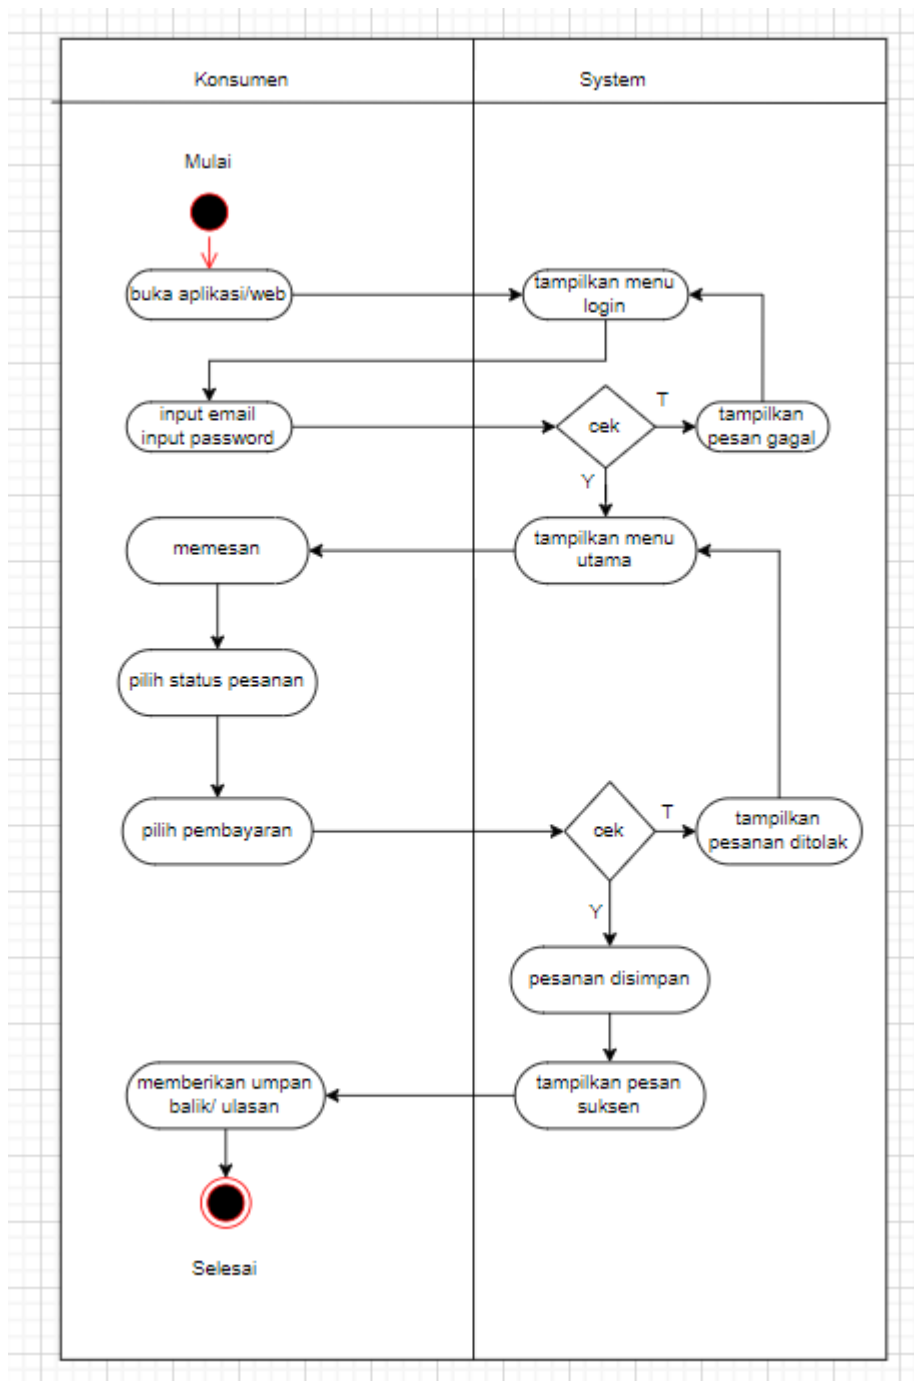 Konsumen
System
Mulai
buka aplikasi/web
tampilkan menu
login
input email
input password
cek
T
tampilkan
pesan gagal
Y
memesan
tampilkan menu
utama
pilih status pesanan
pilih pembayaran
cek
T
tampilkan
pesanan ditolak
Y
pesanan disimpan
memberikan umpan
balik/ ulasan
tampilkan pesan
suksen
Selesai